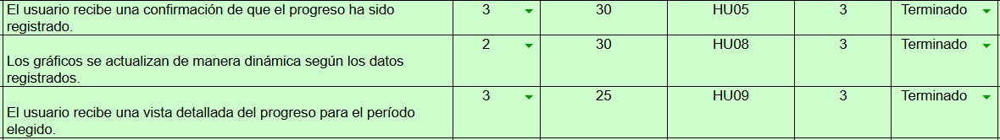 El usuario recibe una confirmación de que el progreso ha sido registrado. 3 30 HU05 3 Terminado
Los gráficos se actualizan de manera dinámica según los datos registrados. 2 30 HU08 3 Terminado
El usuario recibe una vista detallada del progreso para el período elegido. 3 25 HU09 3 Terminado